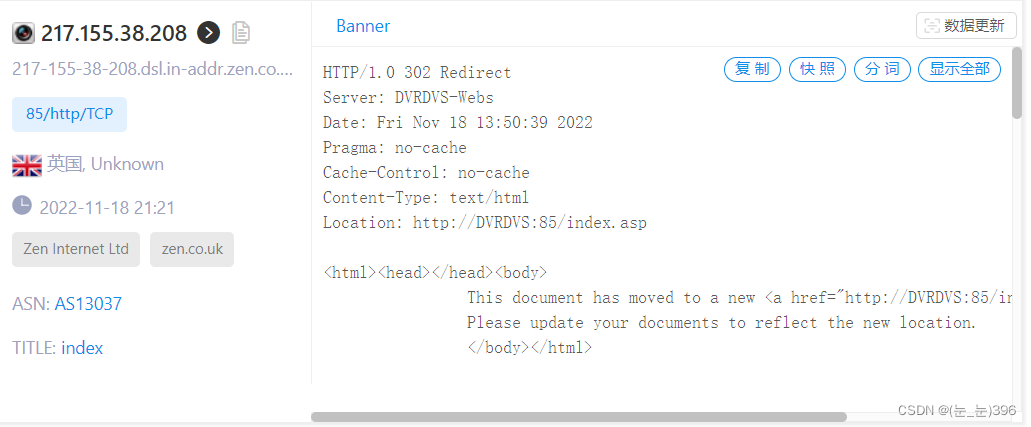 217.155.38.208
217-155-38-208.dsl.in-addr.zen.co....
85/http/TCP
英国, Unknown
2022-11-18 21:21
Zen Internet Ltd
zen.co.uk
ASN: AS13037
TITLE: index
Banner
数据更新
复 制
快 照
分 词
显示全部
HTTP/1.0 302 Redirect
Server: DVRDVS-Webs
Date: Fri Nov 18 13:50:39 2022
Pragma: no-cache
Cache-Control: no-cache
Content-Type: text/html
Location: http://DVRDVS:85/index.asp
<html><head></head><body>
This document has moved to a new <a href="http://DVRDVS:85/in
Please update your documents to reflect the new location.
</body></html>
CSDN @(눈_눈)396